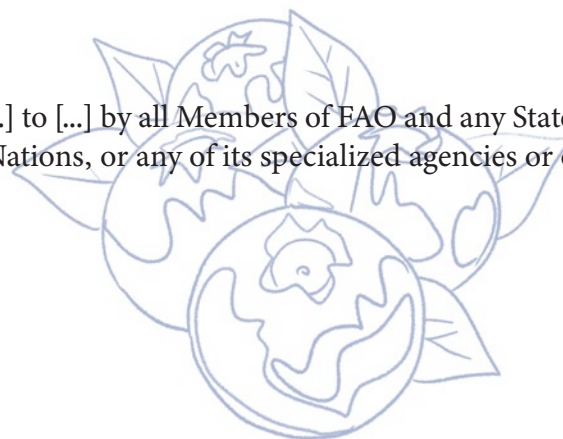 .] to [...] by all Members of FAO and any State
Nations, or any of its specialized agencies or